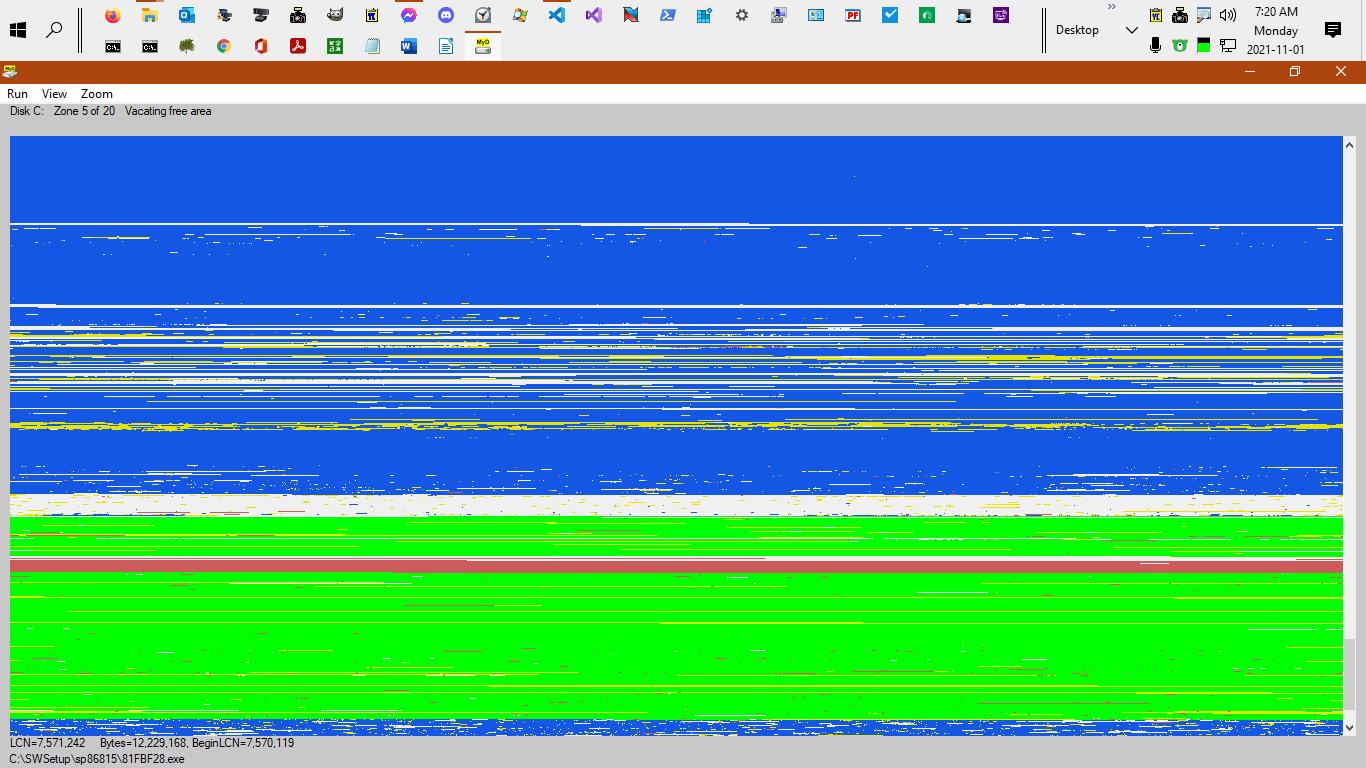 7:20 AM
Desktop
Monday
2021-11-01
C:\.
C:\.
MyD
Run View Zoom
Disk C: Zone 5 of 20 Vacating free area
LCN=7,571,242 Bytes=12,229,168, BeginLCN=7,570,119
C:\SWSetup\sp86815\81FBF28.exe